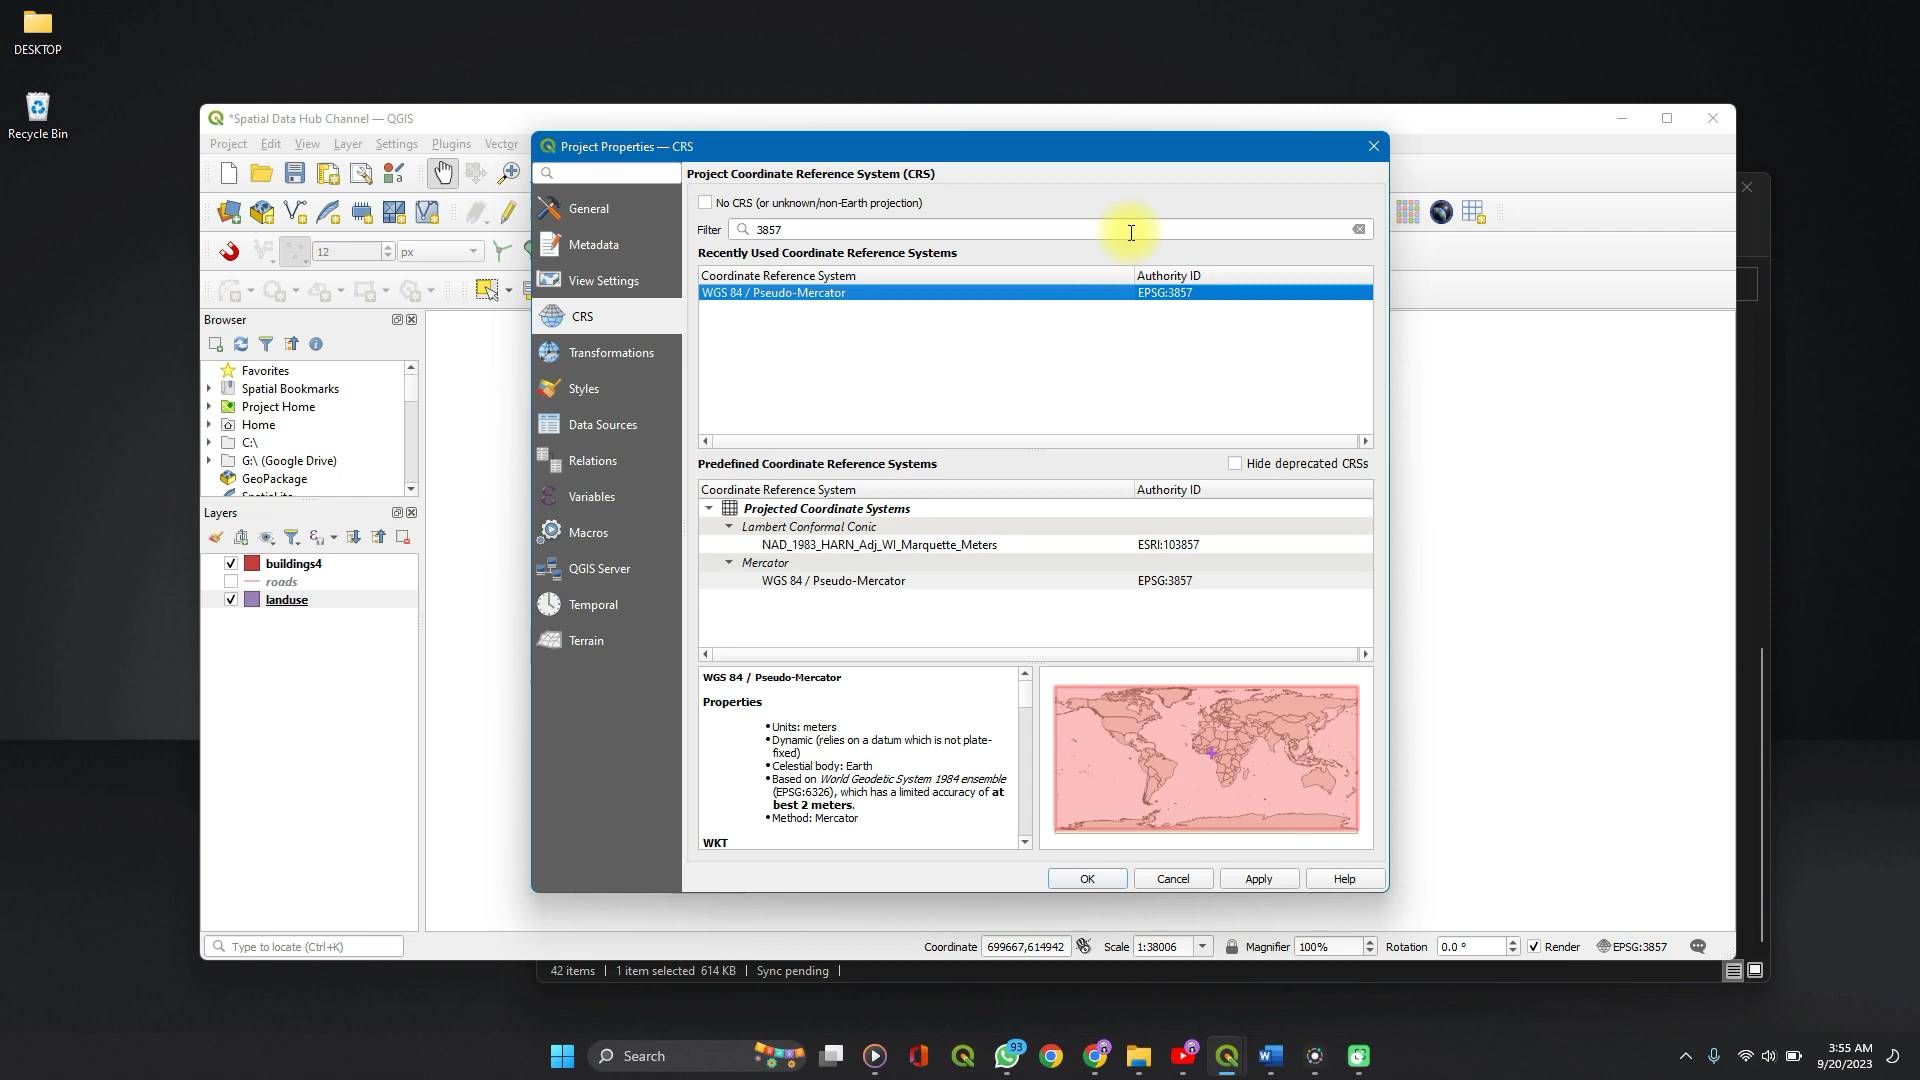 DESKTOP
Recycle Bin
*Spatial Data Hub Channel — QGIS
Project Edit View Layer Settings Plugins Vector
12
px
Browser
Favorites
Spatial Bookmarks
Project Home
Home
C:\
G:\ (Google Drive)
GeoPackage
Layers
buildings4
roads
landuse
Type to locate (Ctrl+K)
Project Properties — CRS
General
Metadata
View Settings
CRS
Transformations
Styles
Data Sources
Relations
Variables
Macros
QGIS Server
Temporal
Terrain
Project Coordinate Reference System (CRS)
No CRS (or unknown/non-Earth projection)
Filter 3857
Recently Used Coordinate Reference Systems
Coordinate Reference System Authority ID
WGS 84 / Pseudo-Mercator EPSG:3857
Predefined Coordinate Reference Systems Hide deprecated CRSs
Coordinate Reference System Authority ID
Projected Coordinate Systems
Lambert Conformal Conic
NAD_1983_HARN_Adj_WI_Marquette_Meters ESRI:103857
Mercator
WGS 84 / Pseudo-Mercator EPSG:3857
WGS 84 / Pseudo-Mercator
Properties
• Units: meters
• Dynamic (relies on a datum which is not plate-
fixed)
• Celestial body: Earth
• Based on World Geodetic System 1984 ensemble
(EPSG:6326), which has a limited accuracy of at
best 2 meters.
• Method: Mercator
WKT
OK Cancel Apply Help
Coordinate 699667,614942 Scale 1:38006 Magnifier 100% Rotation 0.0 ° Render EPSG:3857
42 items 1 item selected 614 KB Sync pending
Search
93
3:55 AM
9/20/2023